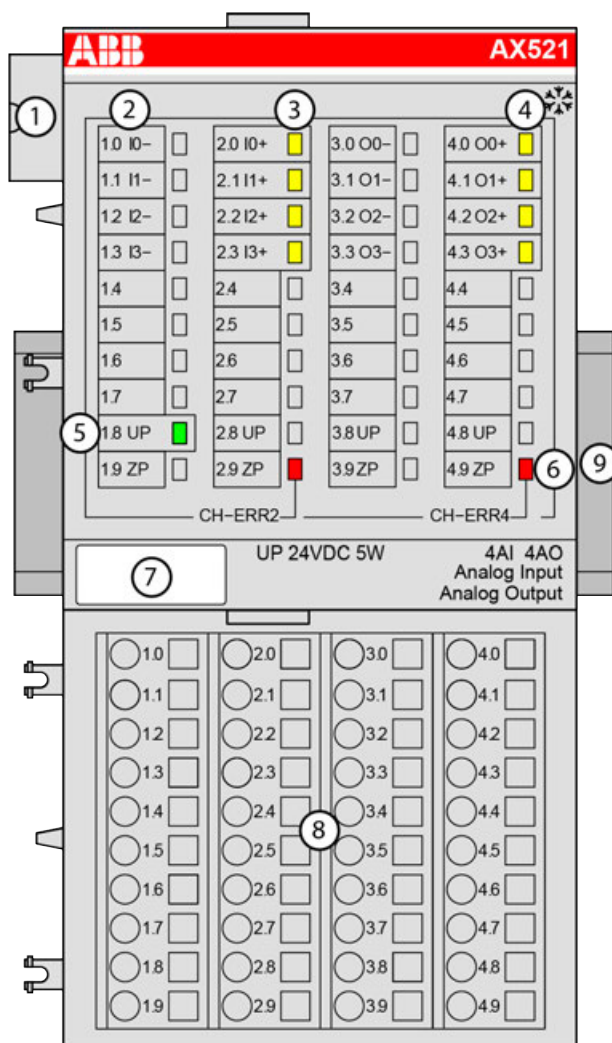 ABB AX521
1 2 3 4
1.0 I0− 2.0 I0+ 3.0 O0− 4.0 O0+
1.1 I1− 2.1 I1+ 3.1 O1− 4.1 O1+
1.2 I2− 2.2 I2+ 3.2 O2− 4.2 O2+
1.3 I3− 2.3 I3+ 3.3 O3− 4.3 O3+
1.4 2.4 3.4 4.4
1.5 2.5 3.5 4.5
1.6 2.6 3.6 4.6
1.7 2.7 3.7 4.7
5 1.8 UP 2.8 UP 3.8 UP 4.8 UP
1.9 ZP 2.9 ZP 3.9 ZP 4.9 ZP 6 9
CH−ERR2 CH−ERR4
7 UP 24VDC 5W 4AI 4AO
Analog Input
Analog Output
1.0 2.0 3.0 4.0
1.1 2.1 3.1 4.1
1.2 2.2 3.2 4.2
1.3 2.3 3.3 4.3
1.4 2.4 8 3.4 4.4
1.5 2.5 3.5 4.5
1.6 2.6 3.6 4.6
1.7 2.7 3.7 4.7
1.8 2.8 3.8 4.8
1.9 2.9 3.9 4.9